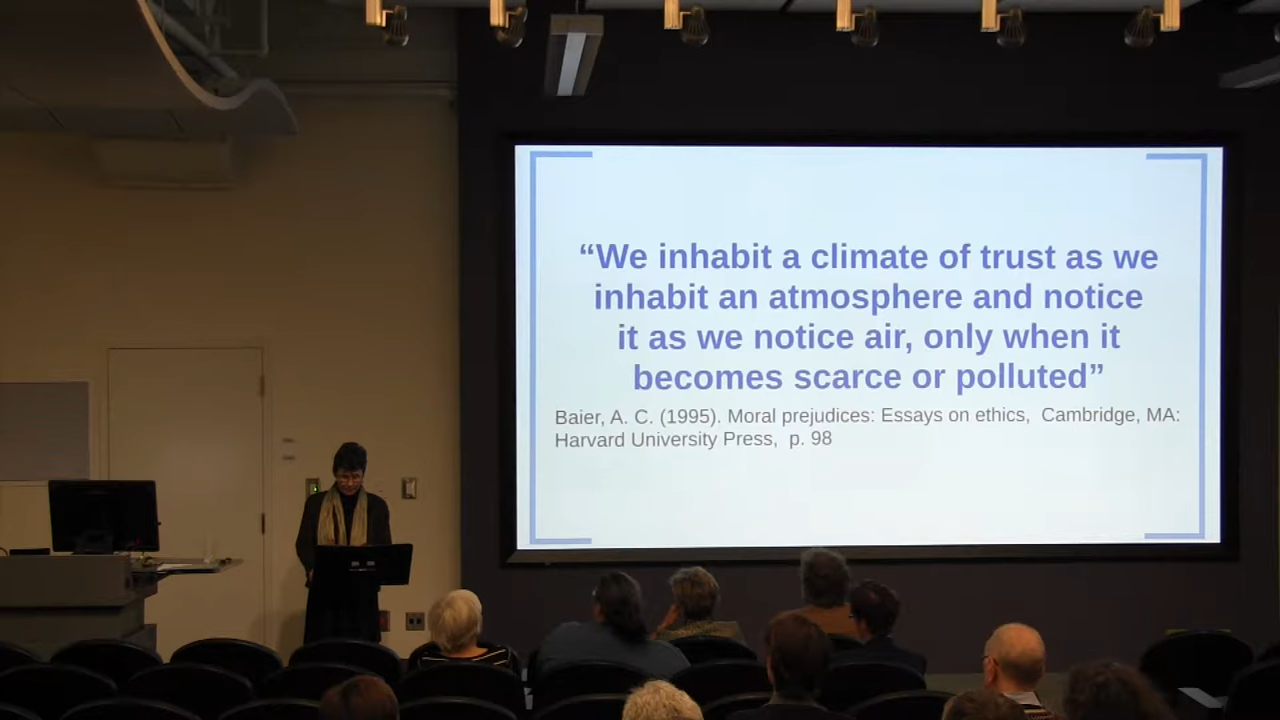 “We inhabit a climate of trust as we
inhabit an atmosphere and notice
it as we notice air, only when it
becomes scarce or polluted”
Baier, A. C. (1995). Moral prejudices: Essays on ethics,  Cambridge, MA:
Harvard University Press,  p. 98